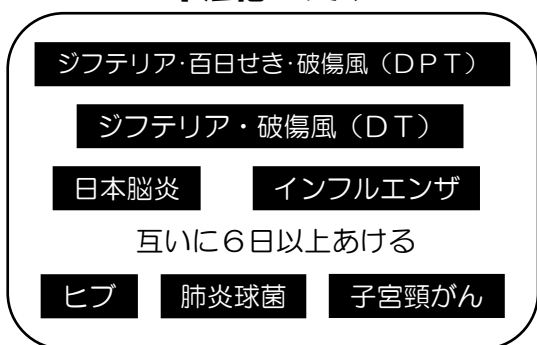 ジフテリア・百日せき・破傷風（ＤＰＴ）
ジフテリア・破傷風（ＤＴ）
日本脳炎　インフルエンザ
互いに６日以上あける
ヒブ　肺炎球菌　子宮頸がん